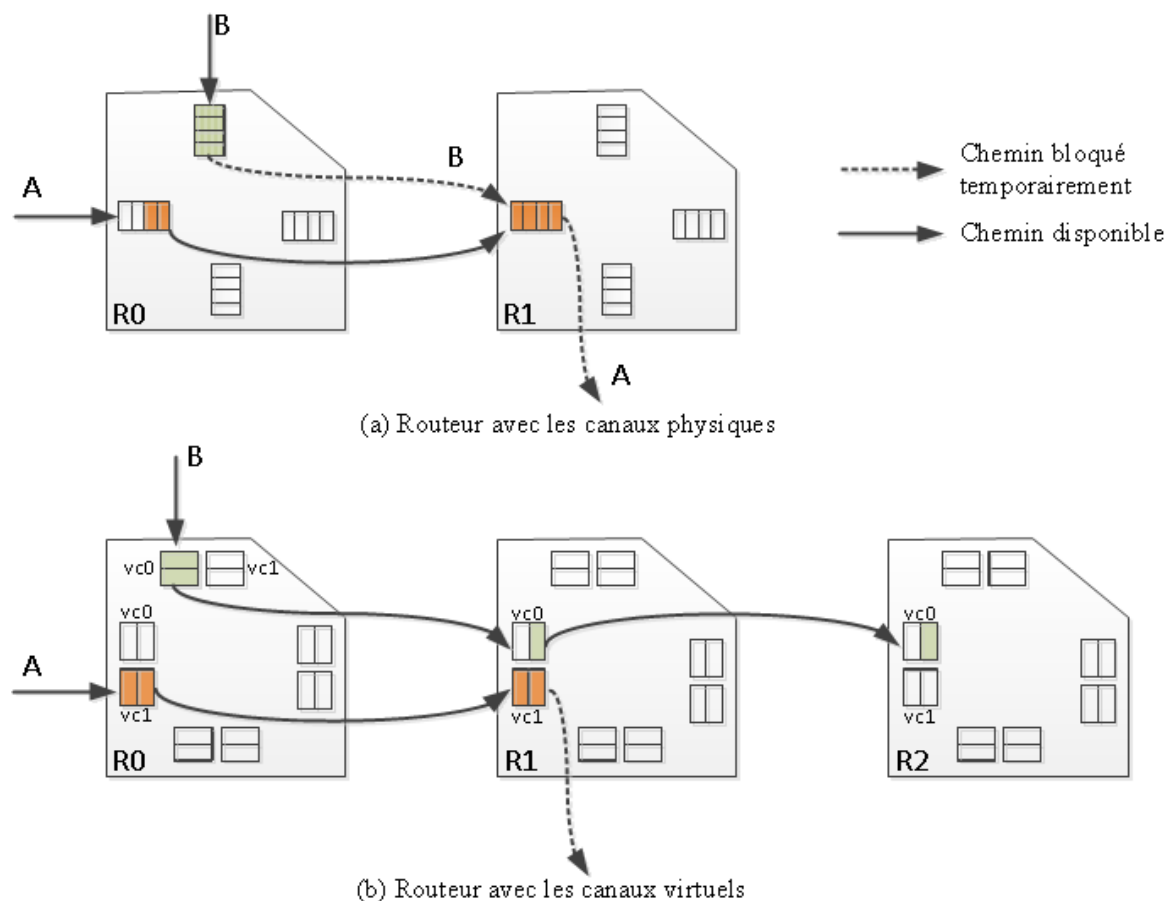 B
B
A
R0
R1
A
Chemin bloqué
temporairement
Chemin disponible
(a) Routeur avec les canaux physiques
B
vc0
vc1
vc0
vc0
vc0
A
vc1
vc1
vc1
R0
R1
R2
(b) Routeur avec les canaux virtuels